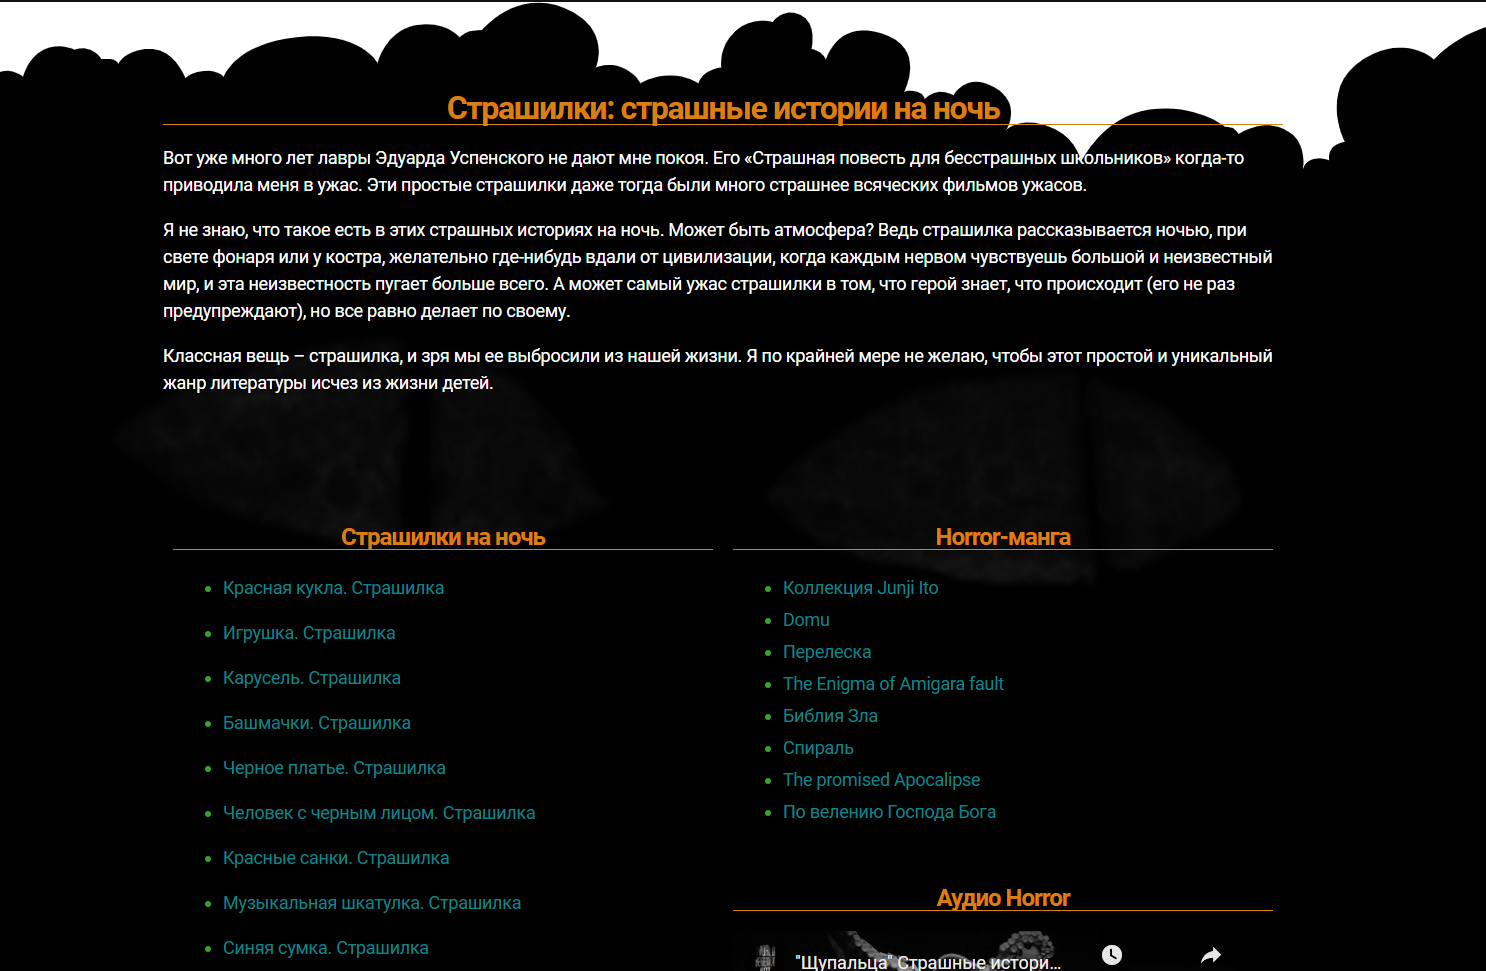 Страшилки: страшные истории на ночь
Вот уже много лет лавры Эдуарда Успенского не дают мне покоя. Его «Страшная повесть для бесстрашных школьников» когда-то
приводила меня в ужас. Эти простые страшилки даже тогда были много страшнее всяческих фильмов ужасов.
Я не знаю, что такое есть в этих страшных историях на ночь. Может быть атмосфера? Ведь страшилка рассказывается ночью, при
свете фонаря или у костра, желательно где-нибудь вдали от цивилизации, когда каждым нервом чувствуешь большой и неизвестный
мир, и эта неизвестность пугает больше всего. А может самый ужас страшилки в том, что герой знает, что происходит (его не раз
предупреждают), но все равно делает по своему.
Классная вещь – страшилка, и зря мы ее выбросили из нашей жизни. Я по крайней мере не желаю, чтобы этот простой и уникальный
жанр литературы исчез из жизни детей.
Страшилки на ночь
Красная кукла. Страшилка
Игрушка. Страшилка
Карусель. Страшилка
Башмачки. Страшилка
Черное платье. Страшилка
Человек с черным лицом. Страшилка
Красные санки. Страшилка
Музыкальная шкатулка. Страшилка
Синяя сумка. Страшилка
Horror-манга
Коллекция Junji Ito
Domu
Перелеска
The Enigma of Amigara fault
Библия Зла
Спираль
The promised Apocalipse
По велению Господа Бога
Аудио Horror
"Щупальца" Страшные истори...